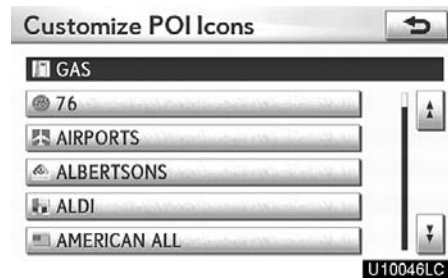 Customize POI Icons
GAS
76
AIRPORTS
ALBERTSONS
ALDI
AMERICAN ALL
U10046LC